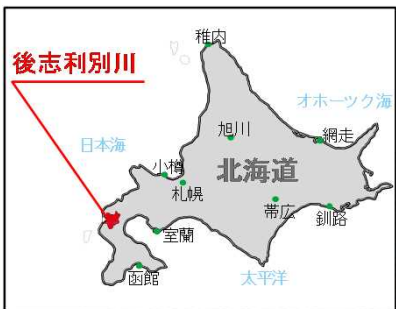 稚内
後志利別川
オホーツク海
旭川
網走
日本海
小樽
北海道
札幌
帯広
釧路
室蘭
太平洋
函館